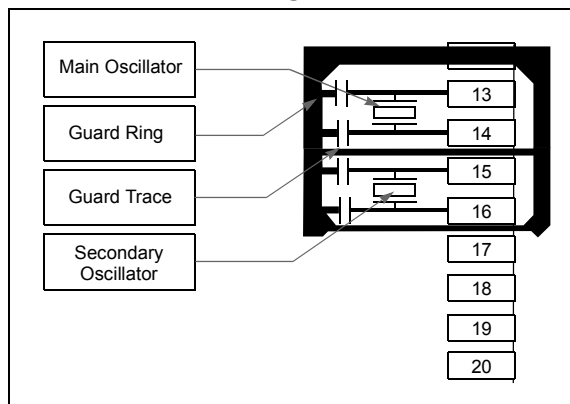 Main Oscillator
Guard Ring
Guard Trace
Secondary
Oscillator
13
14
15
16
17
18
19
20